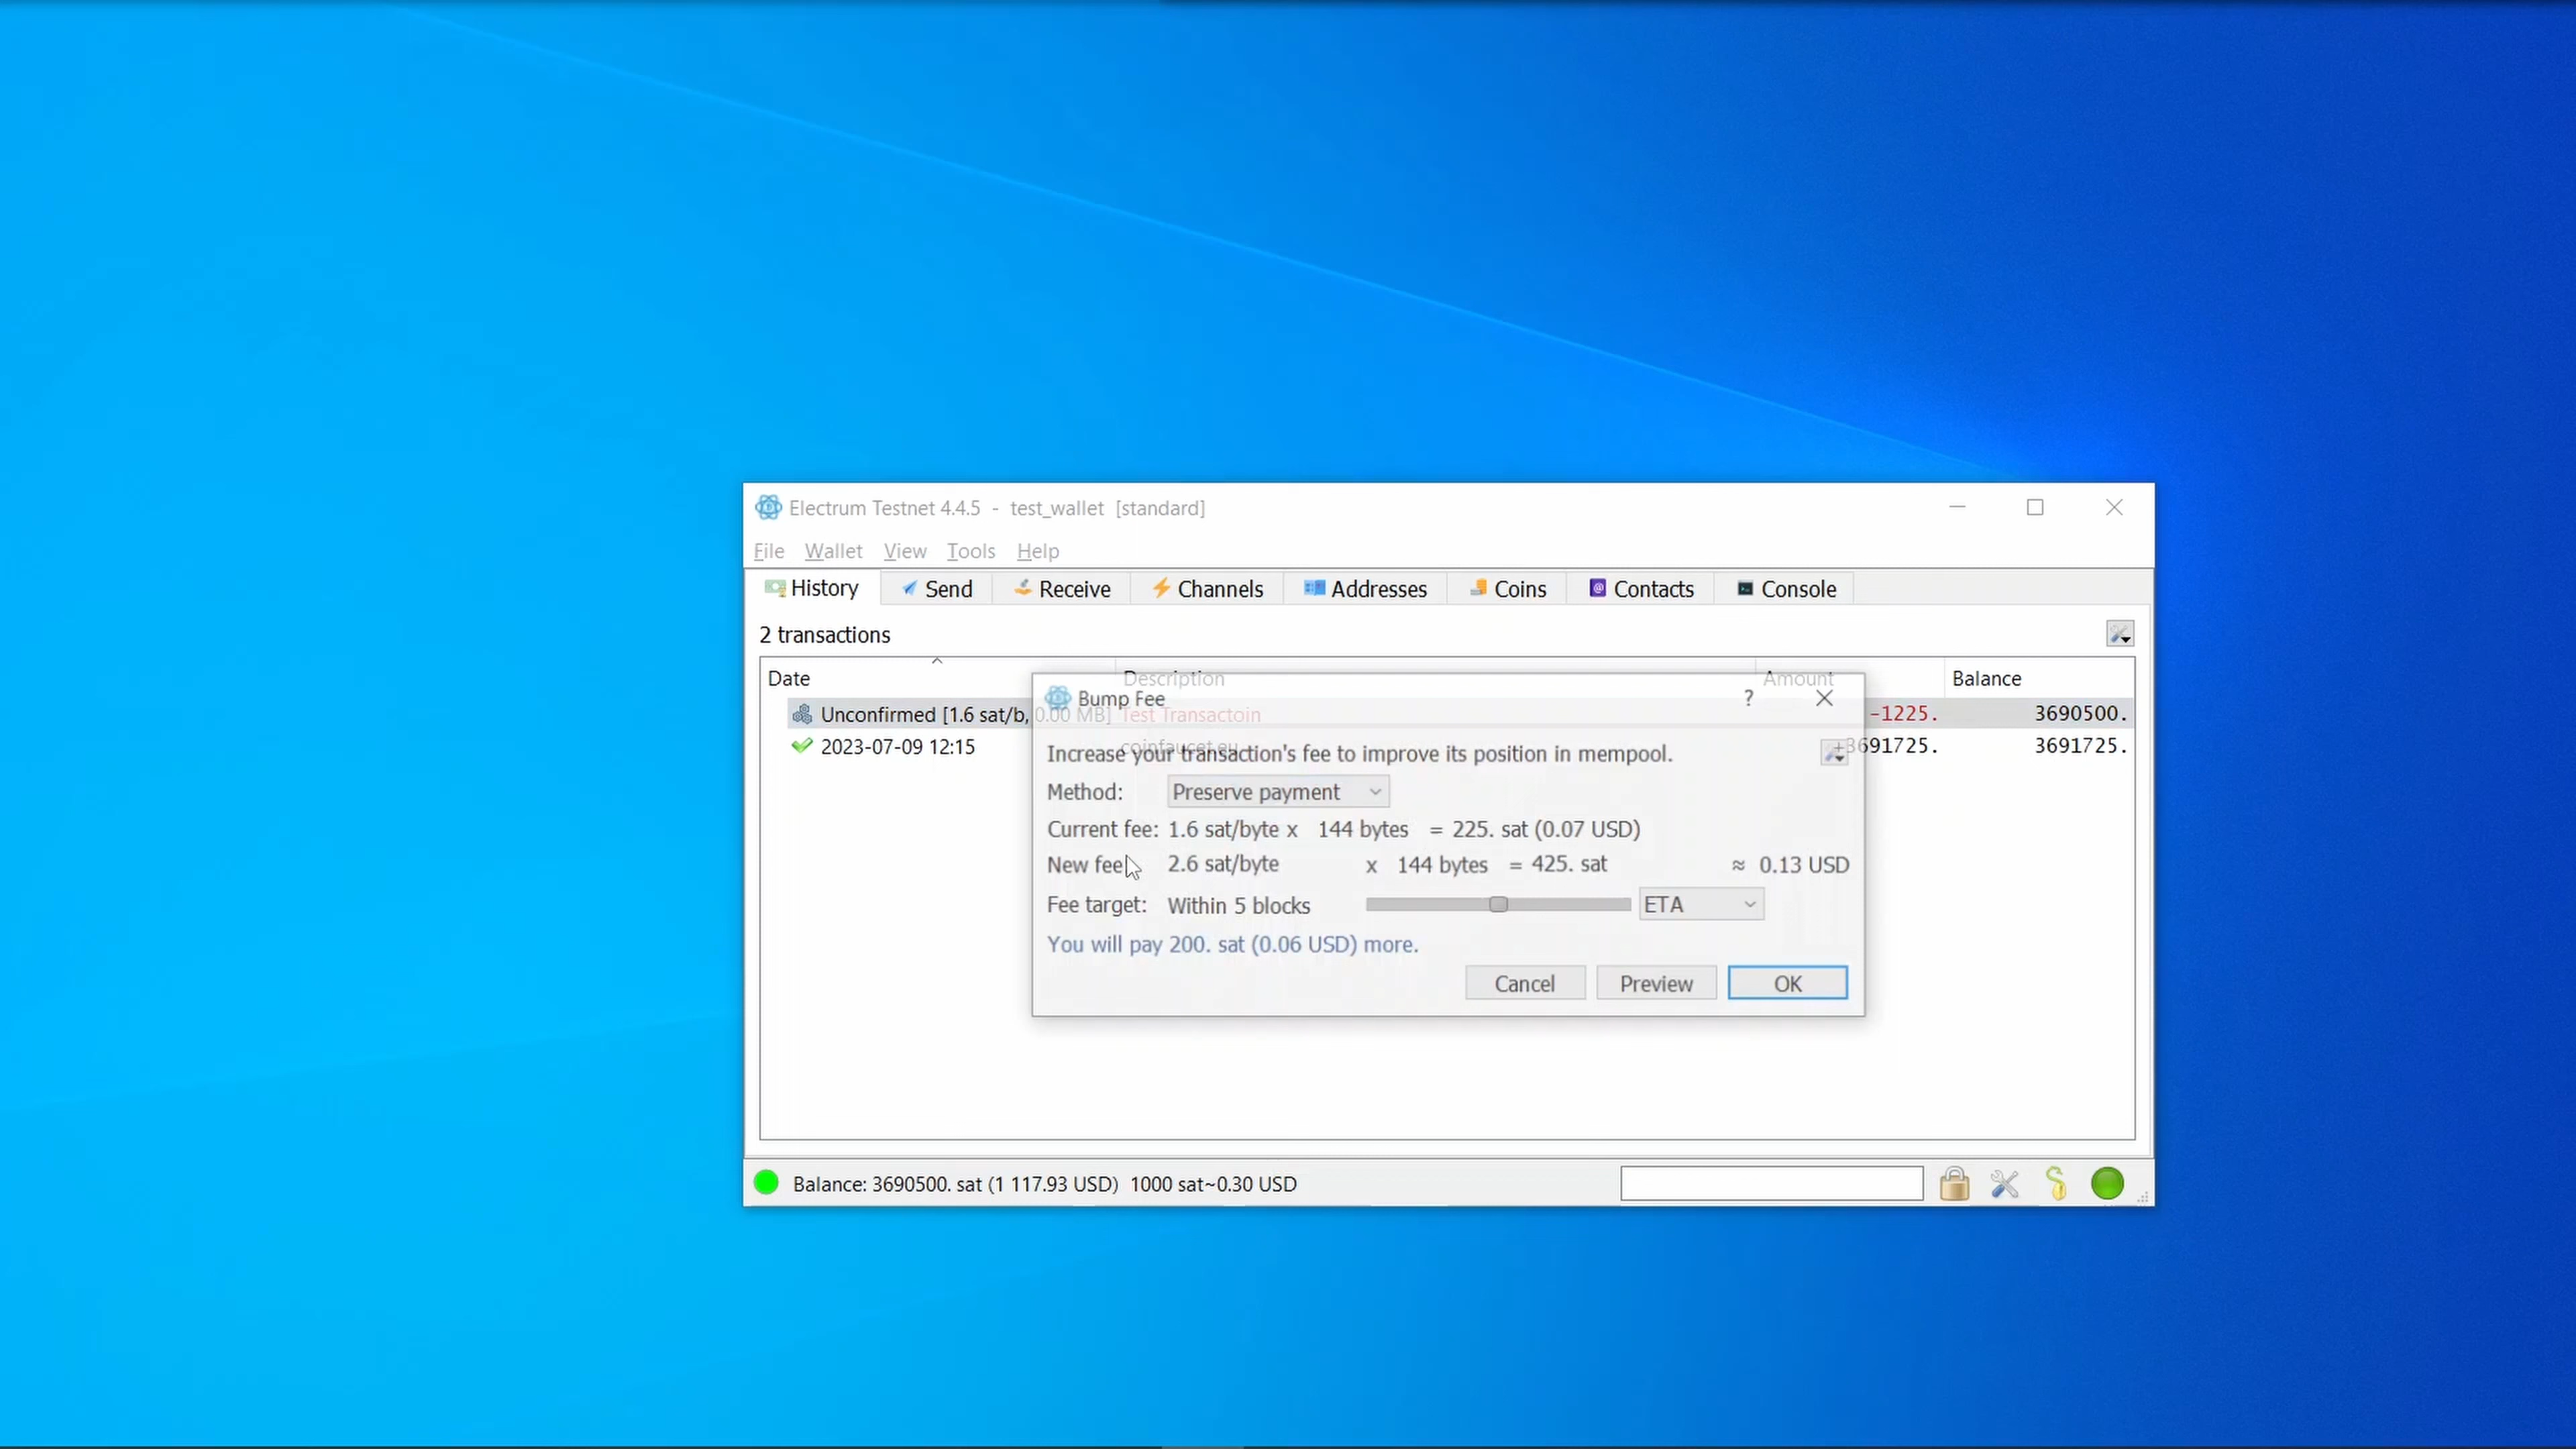 Electrum Testnet 4.4.5 - test_wallet [standard]
File Wallet View Tools Help
History Send Receive Channels Addresses Coins Contacts Console
2 transactions
Date Description Amount Balance
Unconfirmed [1.6 sat/b, 0.00 MB] Test Transactoin -1225. 3690500.
2023-07-09 12:15 coinfaucet.eu +3691725. 3691725.
Bump Fee ?
Increase your transaction's fee to improve its position in mempool.
Method: Preserve payment
Current fee: 1.6 sat/byte x 144 bytes = 225. sat (0.07 USD)
New fee: 2.6 sat/byte x 144 bytes = 425. sat ≈ 0.13 USD
Fee target: Within 5 blocks ETA
You will pay 200. sat (0.06 USD) more.
Cancel Preview OK
Balance: 3690500. sat (1 117.93 USD) 1000 sat~0.30 USD